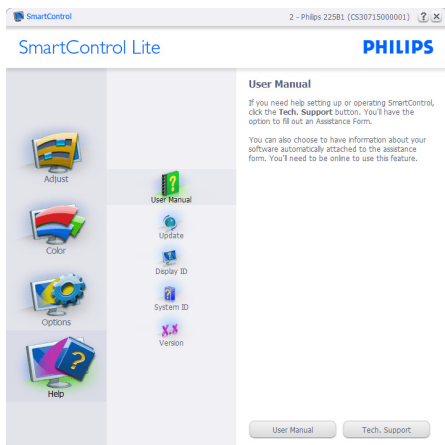 SmartControl
2 - Philips 225B1 (CS30715000001)
SmartControl Lite
PHILIPS
Adjust
Color
Options
Help
User Manual
Update
Display ID
System ID
X.X
Version
User Manual
If you need help setting up or operating SmartControl,
click the Tech. Support button. You'll have the
option to fill out an Assistance Form.
You can also choose to have information about your
software automatically attached to the assistance
form. You'll need to be online to use this feature.
User Manual
Tech. Support